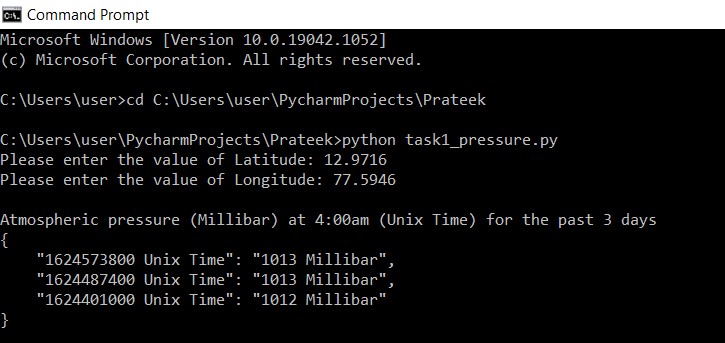 Command Prompt
Microsoft Windows [Version 10.0.19042.1052]
(c) Microsoft Corporation. All rights reserved.
C:\Users\user>cd C:\Users\user\PycharmProjects\Prateek
C:\Users\user\PycharmProjects\Prateek>python task1_pressure.py
Please enter the value of Latitude: 12.9716
Please enter the value of Longitude: 77.5946
Atmospheric pressure (Millibar) at 4:00am (Unix Time) for the past 3 days
{
    "1624573800 Unix Time": "1013 Millibar",
    "1624487400 Unix Time": "1013 Millibar",
    "1624401000 Unix Time": "1012 Millibar"
}